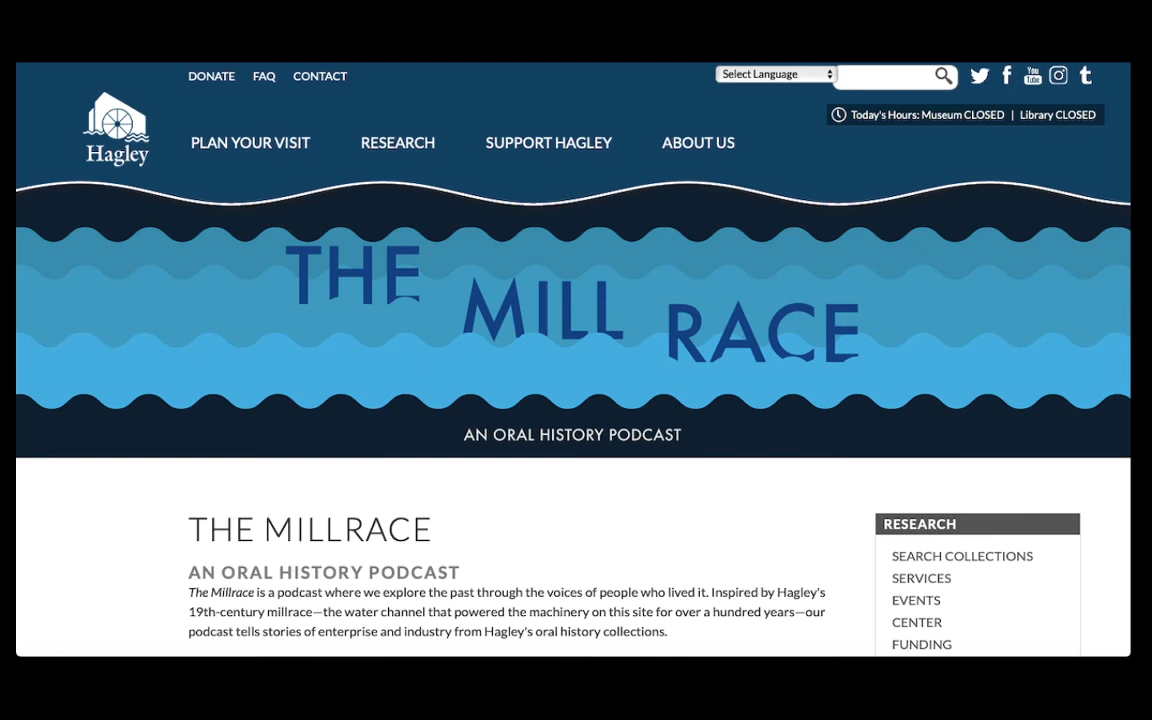 DONATE FAQ CONTACT
Select Language
Today's Hours: Museum CLOSED | Library CLOSED
Hagley
PLAN YOUR VISIT RESEARCH SUPPORT HAGLEY ABOUT US
THE MILL RACE
AN ORAL HISTORY PODCAST
THE MILLRACE
AN ORAL HISTORY PODCAST
The Millrace is a podcast where we explore the past through the voices of people who lived it. Inspired by Hagley's
19th-century millrace—the water channel that powered the machinery on this site for over a hundred years—our
podcast tells stories of enterprise and industry from Hagley's oral history collections.
RESEARCH
SEARCH COLLECTIONS
SERVICES
EVENTS
CENTER
FUNDING